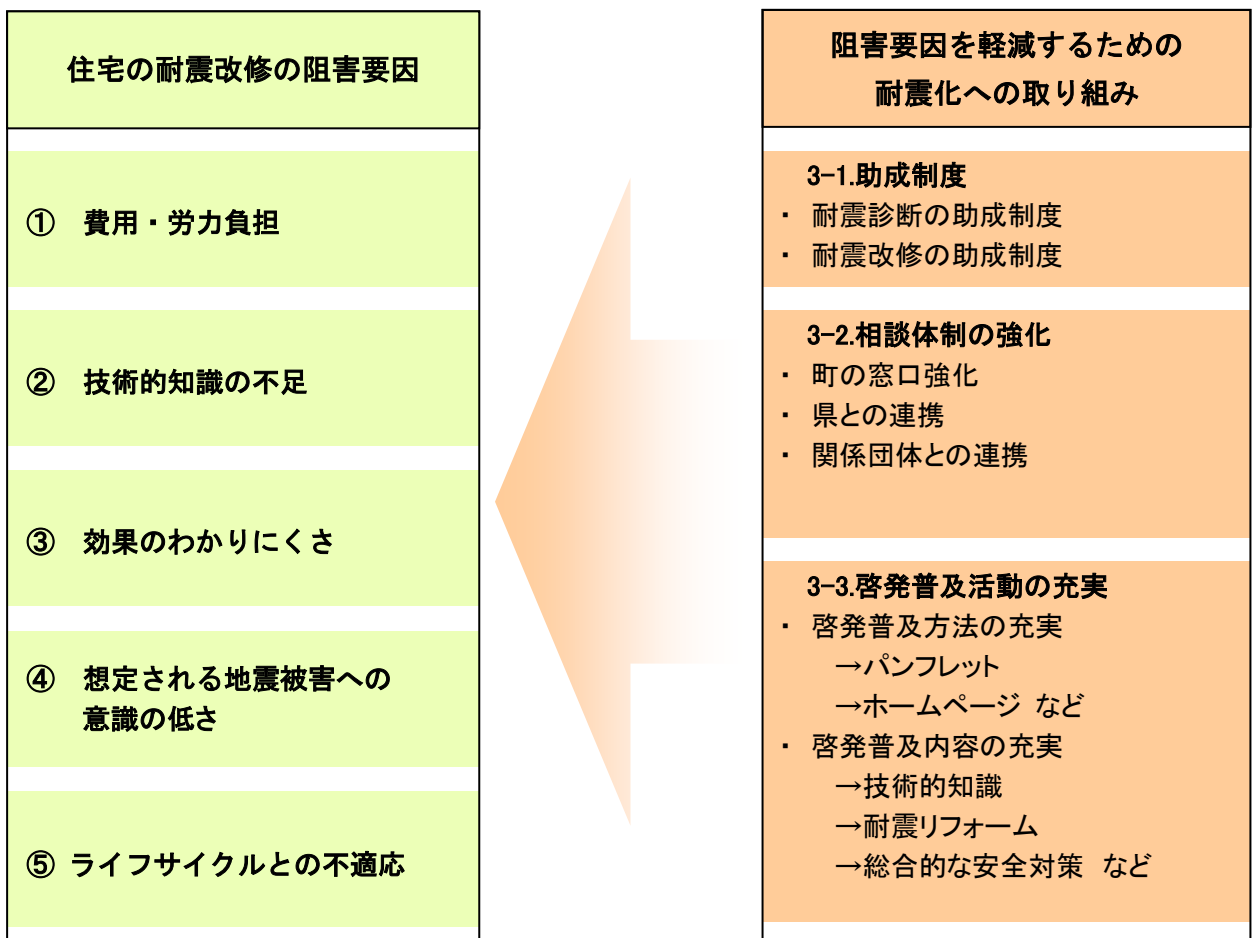 住宅の耐震改修の阻害要因
① 費用・労力負担
② 技術的知識の不足
③ 効果のわかりにくさ
④ 想定される地震被害への
意識の低さ
⑤ ライフサイクルとの不適応
阻害要因を軽減するための
耐震化への取り組み
3-1.助成制度
・ 耐震診断の助成制度
・ 耐震改修の助成制度
3-2.相談体制の強化
・ 町の窓口強化
・ 県との連携
・ 関係団体との連携
3-3.啓発普及活動の充実
・ 啓発普及方法の充実
→パンフレット
→ホームページ など
・ 啓発普及内容の充実
→技術的知識
→耐震リフォーム
→総合的な安全対策 など